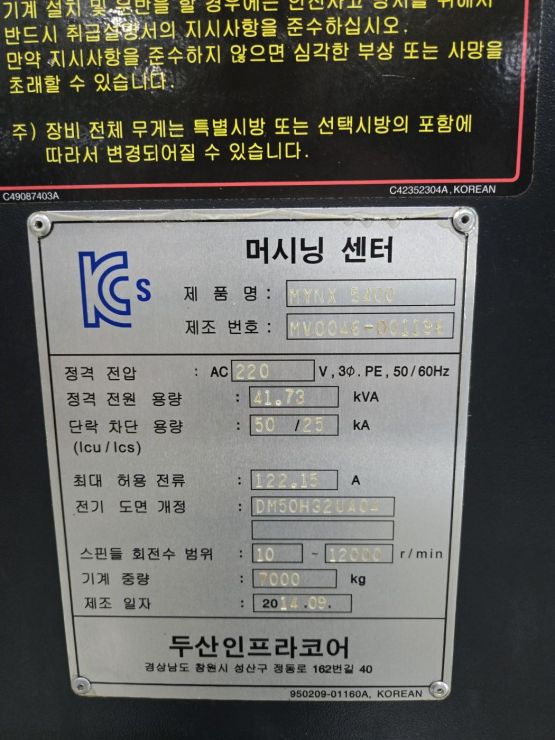 기계 설치 및 운반을 할 경우에는 안전사고 방지를 위해서
반드시 취급설명서의 지시사항을 준수하십시오.
만약 지시사항을 준수하지 않으면 심각한 부상 또는 사망을
초래할 수 있습니다.
주) 장비 전체 무게는 특별시방 또는 선택시방의 포함에
따라서 변경되어질 수 있습니다.
C49087403A
C42352304A, KOREAN
KCs
머시닝 센터
제 품 명 : MYNX 5400
제조 번호 : MV0046-001196
정격 전압 : AC 220 V , 3Φ. PE , 50 / 60Hz
정격 전원 용량 : 41.73 kVA
단락 차단 용량 : 50 / 25 kA
(Icu / Ics)
최대 허용 전류 : 122.15 A
전기 도면 개정 : DM50H32UA04
스핀들 회전수 범위 : 10 ~ 12000 r / min
기계 중량 : 7000 kg
제조 일자 : 2014.09.
두산인프라코어
경상남도 창원시 성산구 정동로 162번길 40
950209-01160A, KOREAN